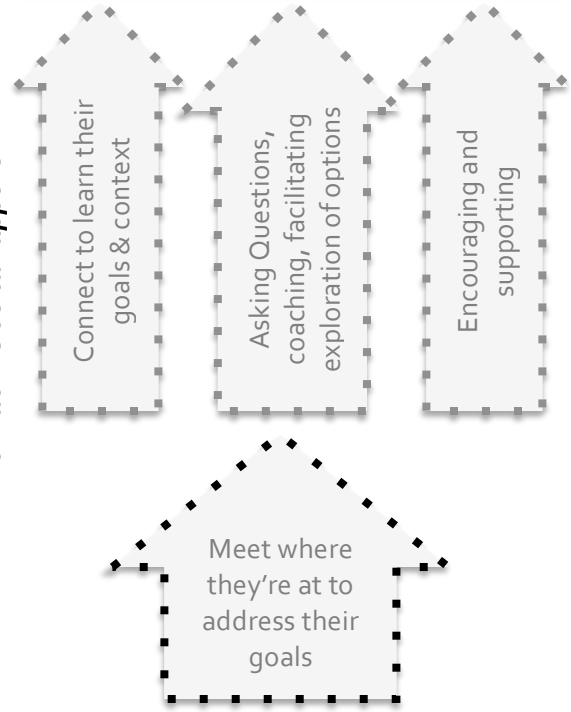 Connect to learn their
goals & context
Asking Questions,
coaching, facilitating
exploration of options
Encouraging and
supporting
Meet where
they're at to
address their
goals